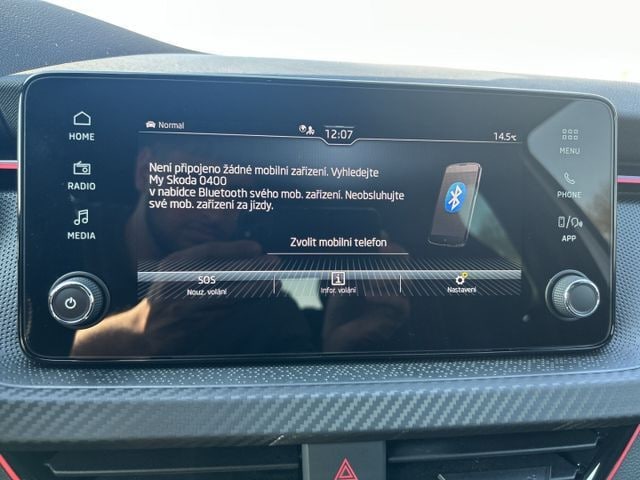 HOME
RADIO
MEDIA
Normal
12:07
14.5°C
Není připojeno žádné mobilní zařízení. Vyhledejte
My Skoda 0400
v nabídce Bluetooth svého mob. zařízení. Neobsluhujte
své mob. zařízení za jízdy.
Zvolit mobilní telefon
SOS
Nouz. volání
Infor. volání
Nastavení
MENU
PHONE
APP